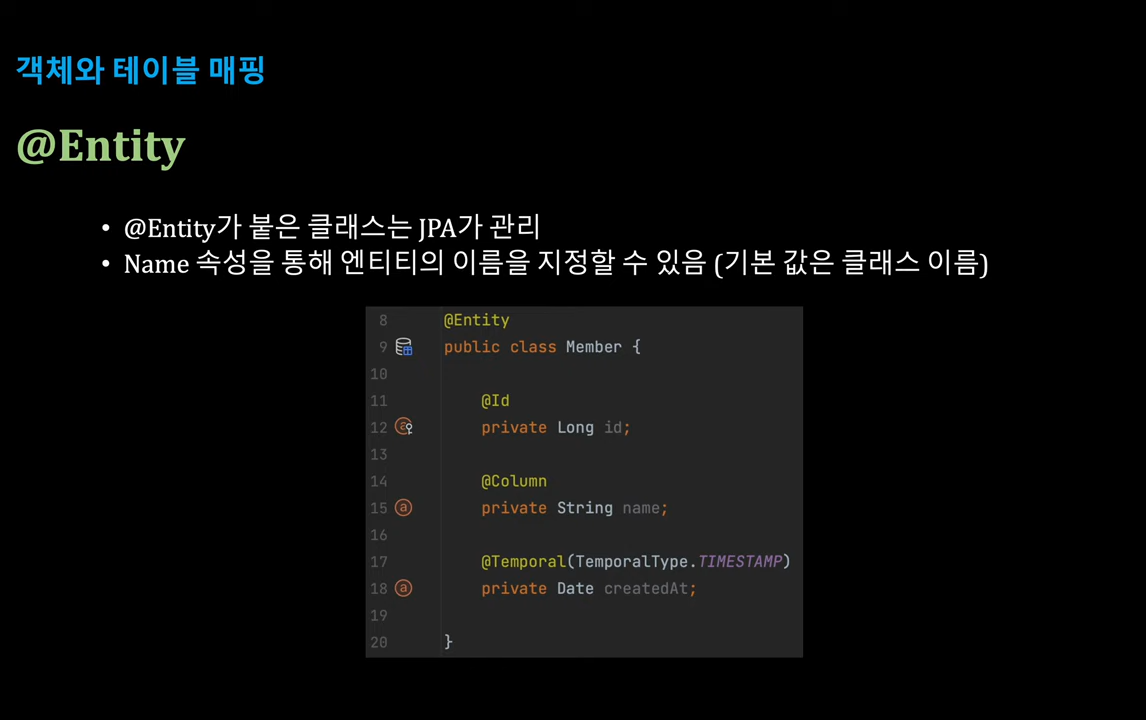 객체와 테이블 매핑
@Entity
• @Entity가 붙은 클래스는 JPA가 관리
• Name 속성을 통해 엔티티의 이름을 지정할 수 있음 (기본 값은 클래스 이름)
8 @Entity
9 public class Member {
10
11 @Id
12 private Long id;
13
14 @Column
15 private String name;
16
17 @Temporal(TemporalType.TIMESTAMP)
18 private Date createdAt;
19
20 }